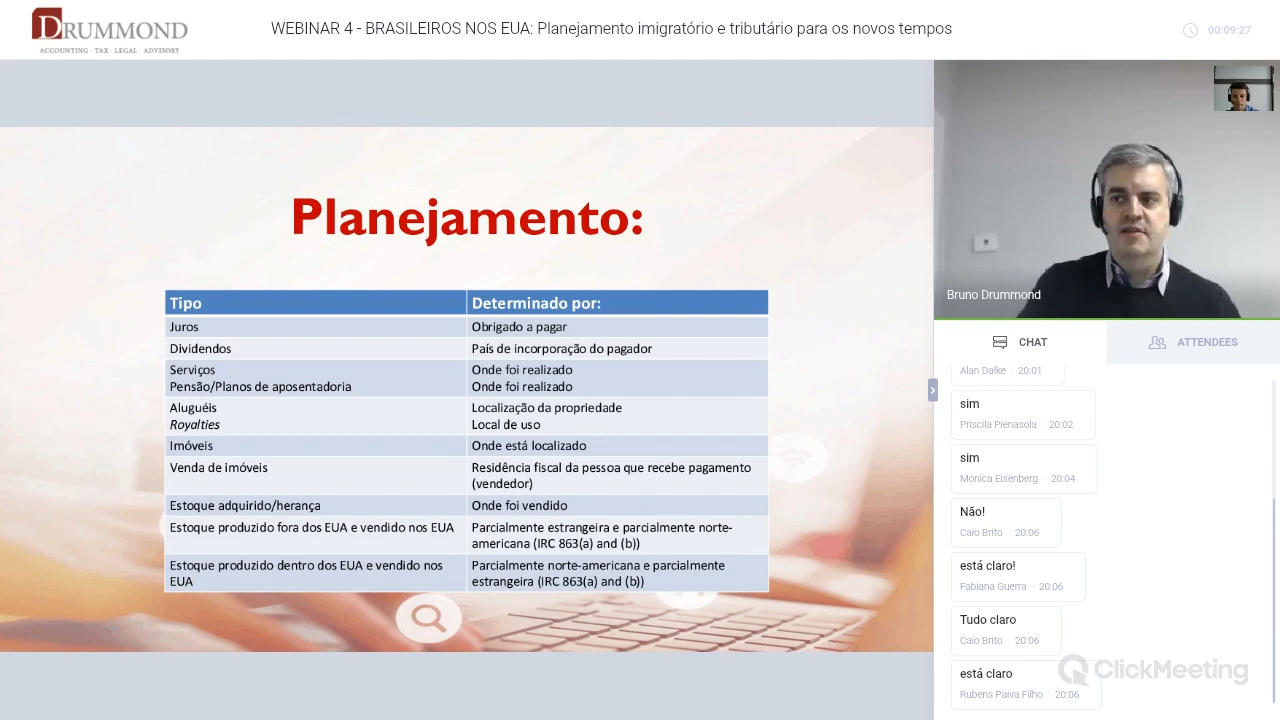 DRUMMOND
ACCOUNTING · TAX · LEGAL · ADVISORY
WEBINAR 4 - BRASILEIROS NOS EUA: Planejamento imigratório e tributário para os novos tempos
00:09:27
Planejamento:
Tipo
Determinado por:
Juros
Obrigado a pagar
Dividendos
País de incorporação do pagador
Serviços
Onde foi realizado
Pensão/Planos de aposentadoria
Onde foi realizado
Aluguéis
Localização da propriedade
Royalties
Local de uso
Imóveis
Onde está localizado
Venda de imóveis
Residência fiscal da pessoa que recebe pagamento
(vendedor)
Estoque adquirido/herança
Onde foi vendido
Estoque produzido fora dos EUA e vendido nos EUA
Parcialmente estrangeira e parcialmente norte-
americana (IRC 863(a) and (b))
Estoque produzido dentro dos EUA e vendido nos
EUA
Parcialmente norte-americana e parcialmente
estrangeira (IRC 863(a) and (b))
Bruno Drummond
CHAT
ATTENDEES
Alan Dalke 20:01
sim
Priscila Pienasola 20:02
sim
Monica Eisenberg 20:04
Não!
Caio Brito 20:06
está claro!
Fabiana Guerra 20:06
Tudo claro
Caio Brito 20:06
está claro
Rubens Paiva Filho 20:06
ClickMeeting